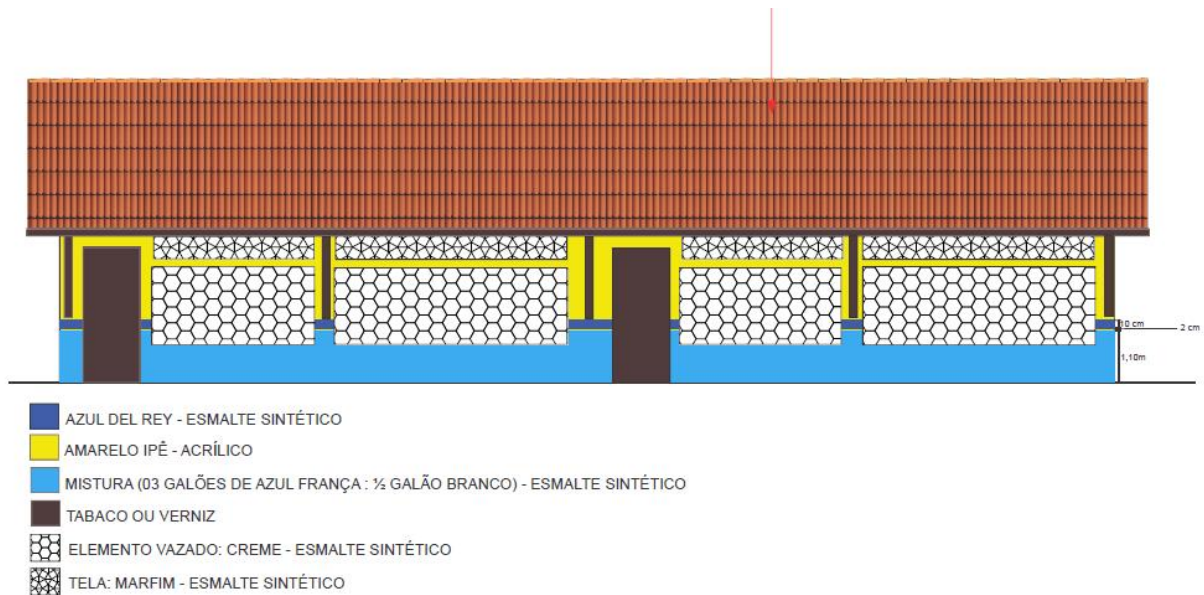 10 cm
2 cm
1,10m
AZUL DEL REY - ESMALTE SINTÉTICO
AMARELO IPÊ - ACRÍLICO
MISTURA (03 GALÕES DE AZUL FRANÇA : ½ GALÃO BRANCO) - ESMALTE SINTÉTICO
TABACO OU VERNIZ
ELEMENTO VAZADO: CREME - ESMALTE SINTÉTICO
TELA: MARFIM - ESMALTE SINTÉTICO